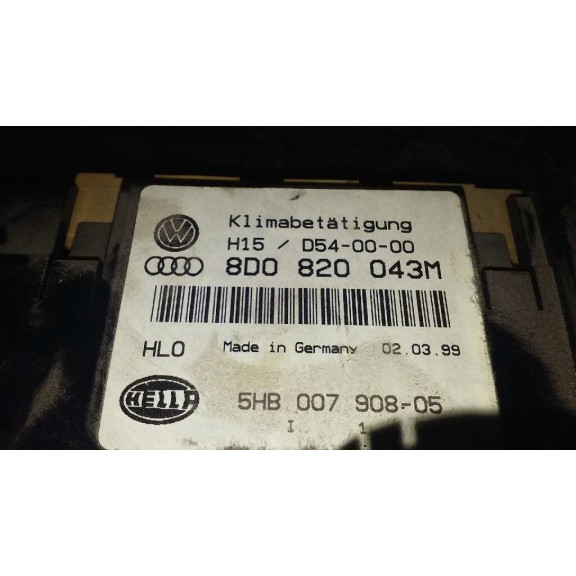 Klimabetätigung
H15 / D54-00-00
8D0 820 043M
HLO Made in Germany 02.03.99
HELLA 5HB 007 908-05
I 1